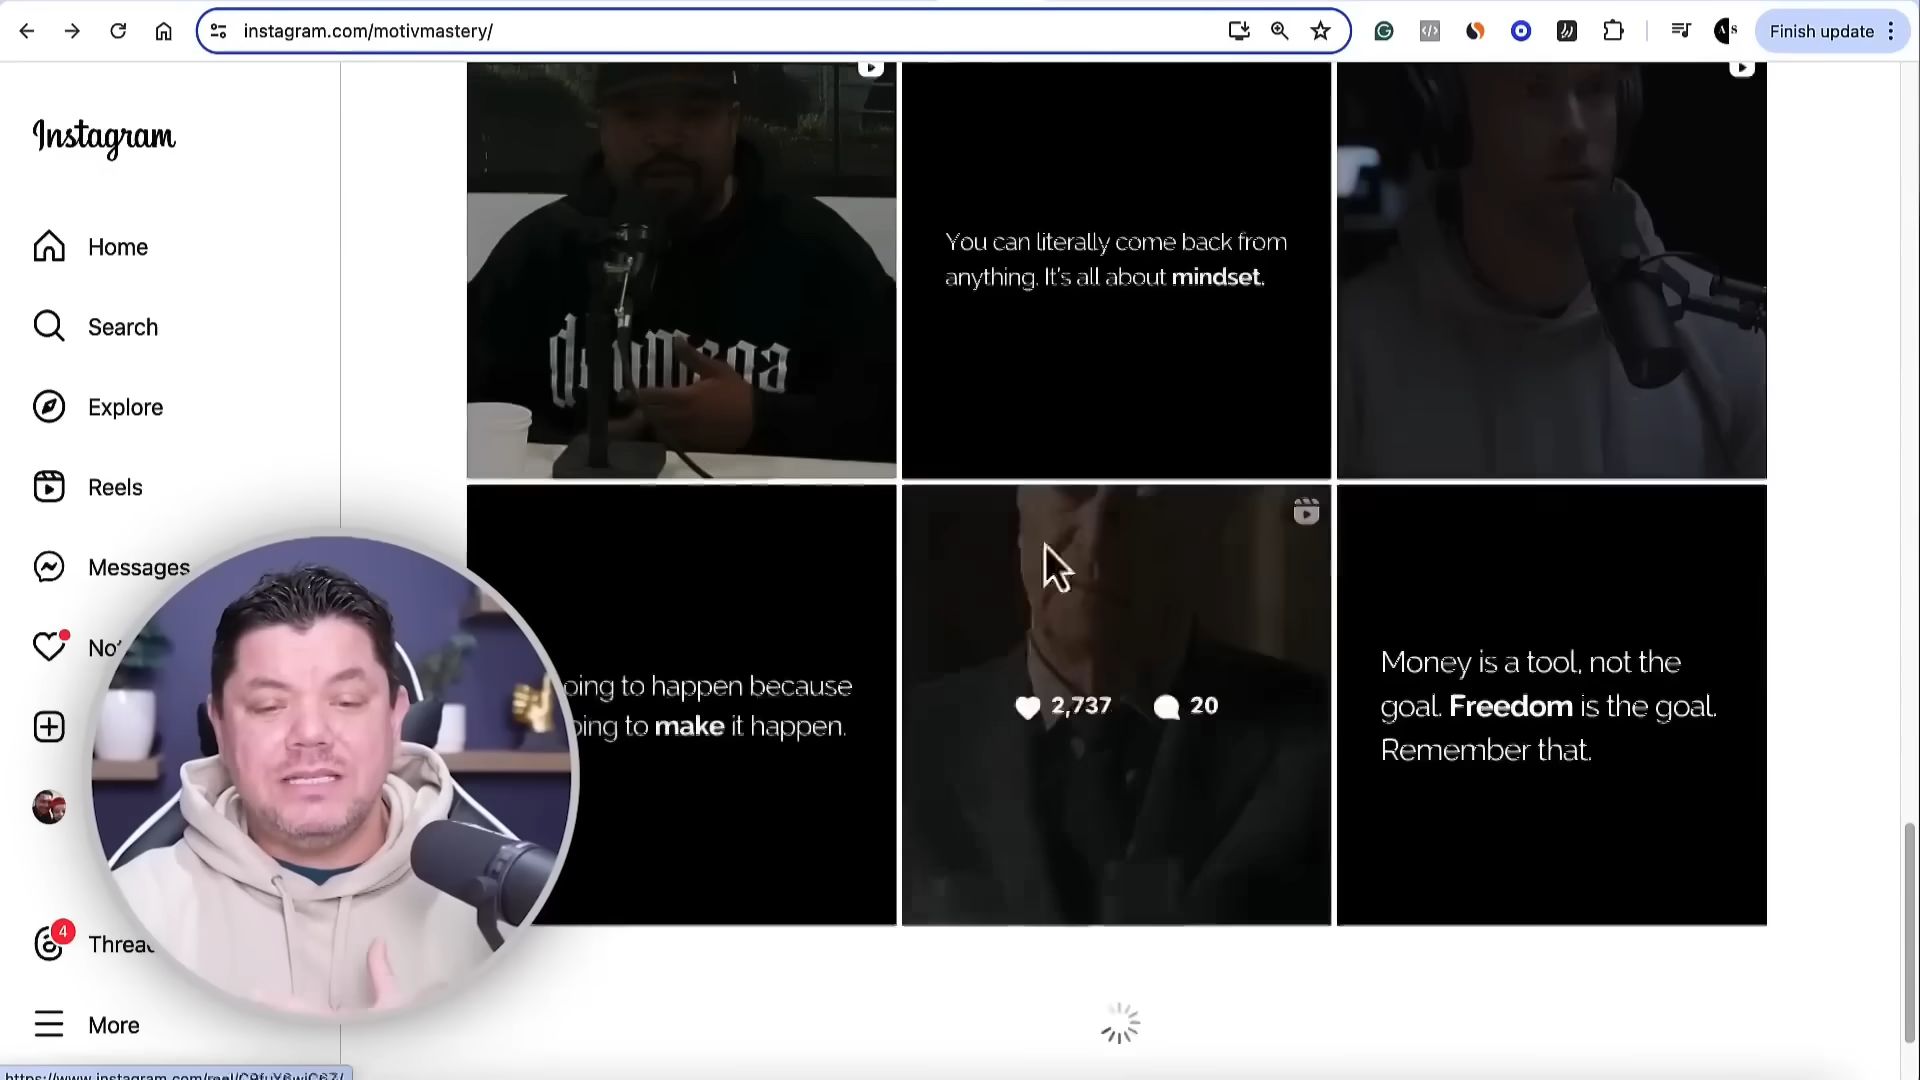 instagram.com/motivmastery/
Finish update
Instagram
Home
Search
Explore
Reels
Messages
4
More
You can literally come back from
anything. It's all about mindset.
oing to happen because
oing to make it happen.
2,737
20
Money is a tool, not the
goal. Freedom is the goal.
Remember that.